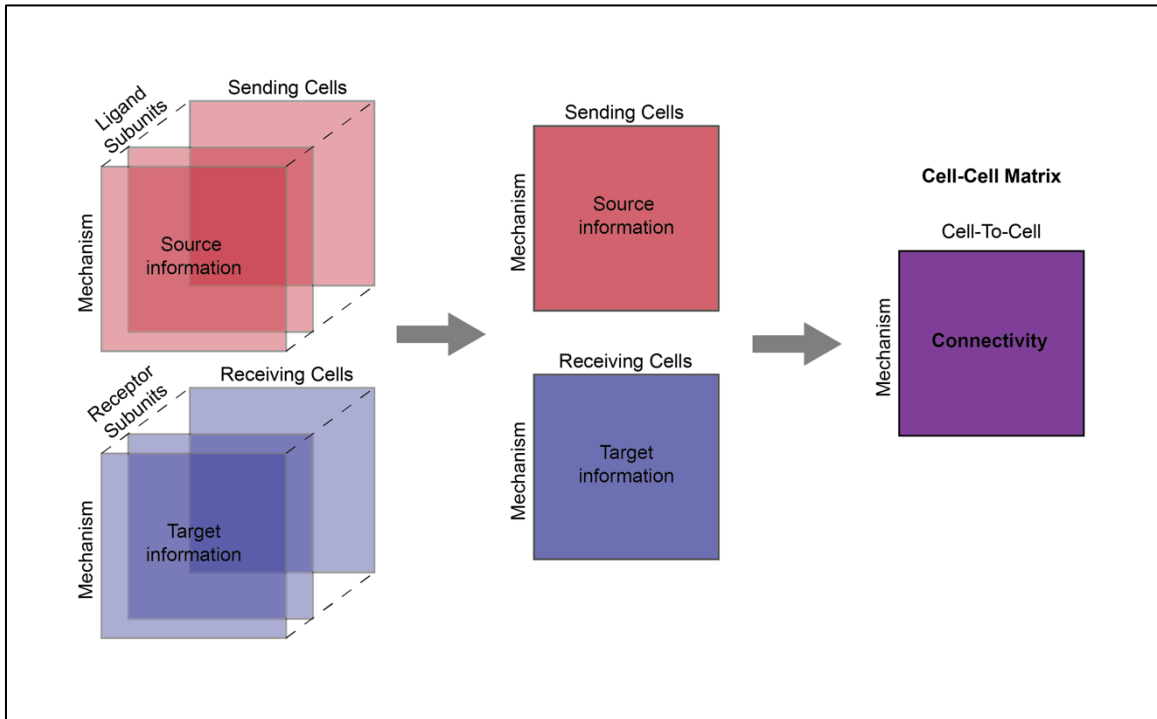 Ligand
Subunits
Sending Cells
Mechanism
Source
information
Receptor
Subunits
Receiving Cells
Mechanism
Target
information
Sending Cells
Mechanism
Source
information
Receiving Cells
Mechanism
Target
information
Cell-Cell Matrix
Cell-To-Cell
Mechanism
Connectivity